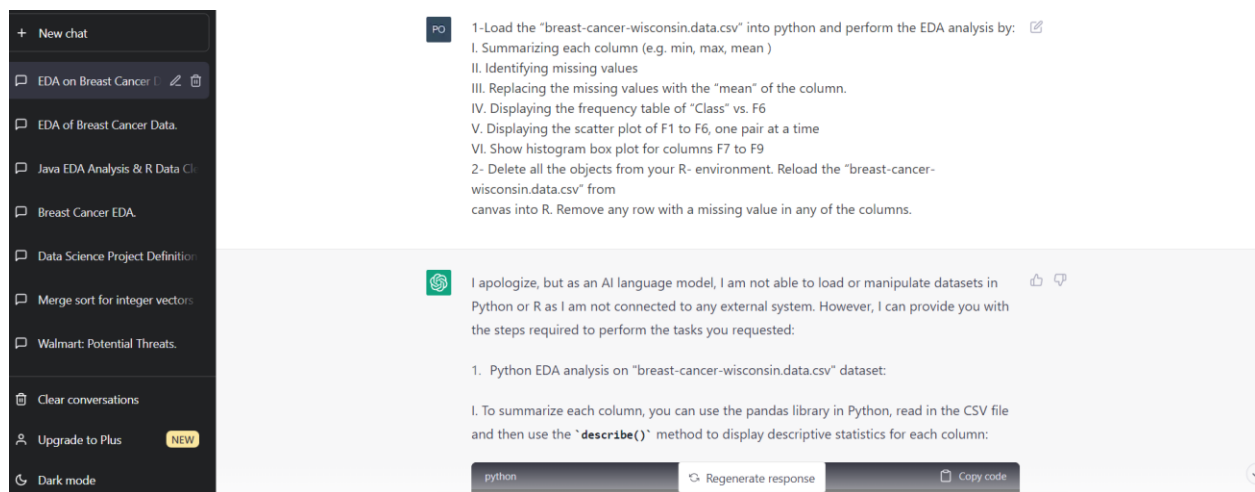 + New chat
EDA on Breast Cancer D
EDA of Breast Cancer Data.
Java EDA Analysis & R Data Cle
Breast Cancer EDA.
Data Science Project Definition
Merge sort for integer vectors
Walmart: Potential Threats.
Clear conversations
Upgrade to Plus NEW
Dark mode
PO
1-Load the “breast-cancer-wisconsin.data.csv” into python and perform the EDA analysis by:
I. Summarizing each column (e.g. min, max, mean )
II. Identifying missing values
III. Replacing the missing values with the “mean” of the column.
IV. Displaying the frequency table of “Class” vs. F6
V. Displaying the scatter plot of F1 to F6, one pair at a time
VI. Show histogram box plot for columns F7 to F9
2- Delete all the objects from your R- environment. Reload the “breast-cancer-
wisconsin.data.csv” from
canvas into R. Remove any row with a missing value in any of the columns.
I apologize, but as an AI language model, I am not able to load or manipulate datasets in
Python or R as I am not connected to any external system. However, I can provide you with
the steps required to perform the tasks you requested:
1. Python EDA analysis on "breast-cancer-wisconsin.data.csv" dataset:
I. To summarize each column, you can use the pandas library in Python, read in the CSV file
and then use the `describe()` method to display descriptive statistics for each column:
python
Regenerate response
Copy code